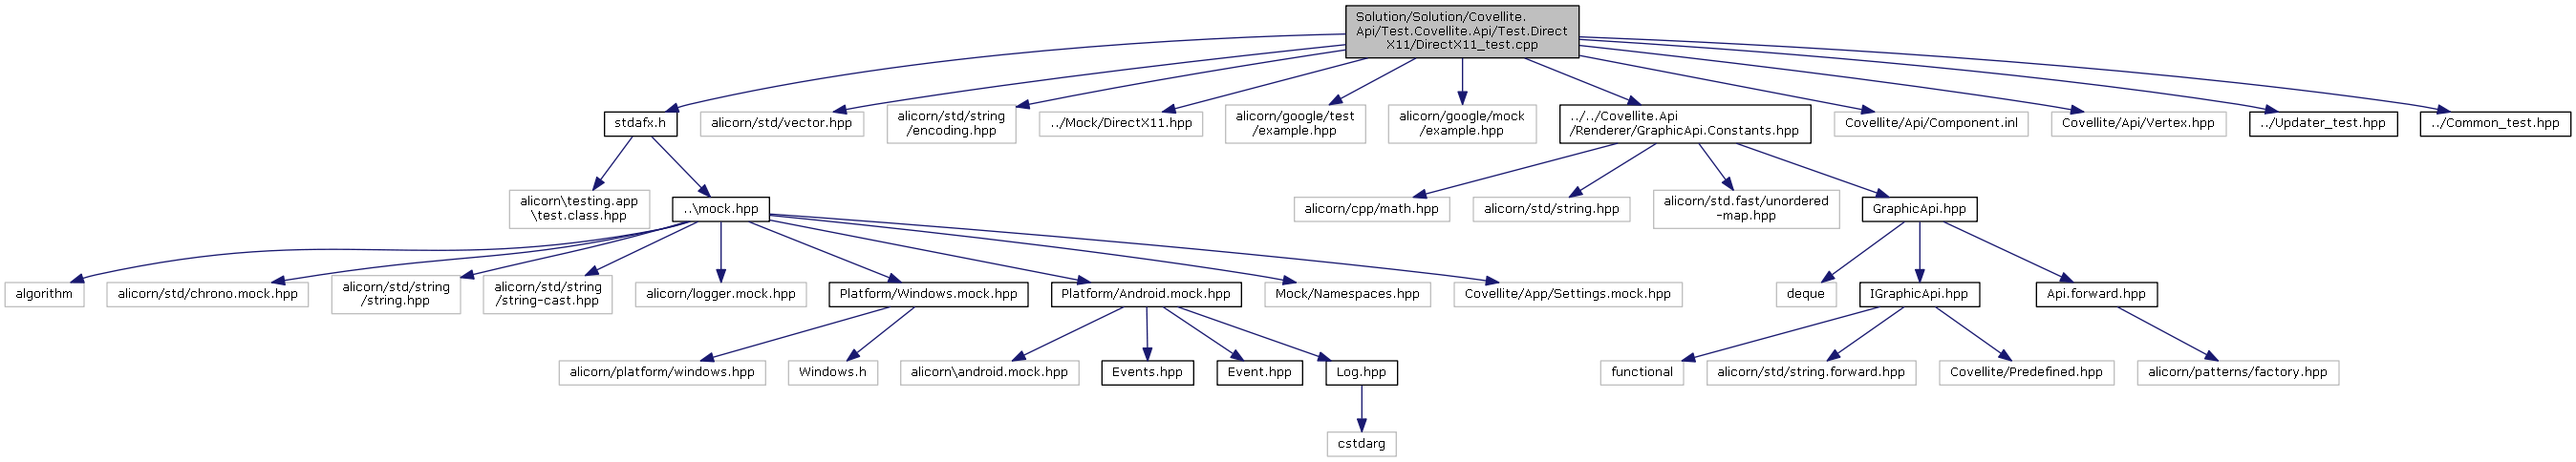 Solution/Solution/Covellite.
Api/Test.Covellite.Api/Test.Direct
X11/DirectX11_test.cpp
stdafx.h
alicorn/std/vector.hpp
alicorn/std/string
/encoding.hpp
../Mock/DirectX11.hpp
alicorn/google/test
/example.hpp
alicorn/google/mock
/example.hpp
../../Covellite.Api
/Renderer/GraphicApi.Constants.hpp
Covellite/Api/Component.inl
Covellite/Api/Vertex.hpp
../Updater_test.hpp
../Common_test.hpp
alicorn\testing.app
\test.class.hpp
..\mock.hpp
alicorn/cpp/math.hpp
alicorn/std/string.hpp
alicorn/std.fast/unordered
-map.hpp
GraphicApi.hpp
algorithm
alicorn/std/chrono.mock.hpp
alicorn/std/string
/string.hpp
alicorn/std/string
/string-cast.hpp
alicorn/logger.mock.hpp
Platform/Windows.mock.hpp
Platform/Android.mock.hpp
Mock/Namespaces.hpp
Covellite/App/Settings.mock.hpp
deque
IGraphicApi.hpp
Api.forward.hpp
alicorn/platform/windows.hpp
Windows.h
alicorn\android.mock.hpp
Events.hpp
Event.hpp
Log.hpp
functional
alicorn/std/string.forward.hpp
Covellite/Predefined.hpp
alicorn/patterns/factory.hpp
cstdarg